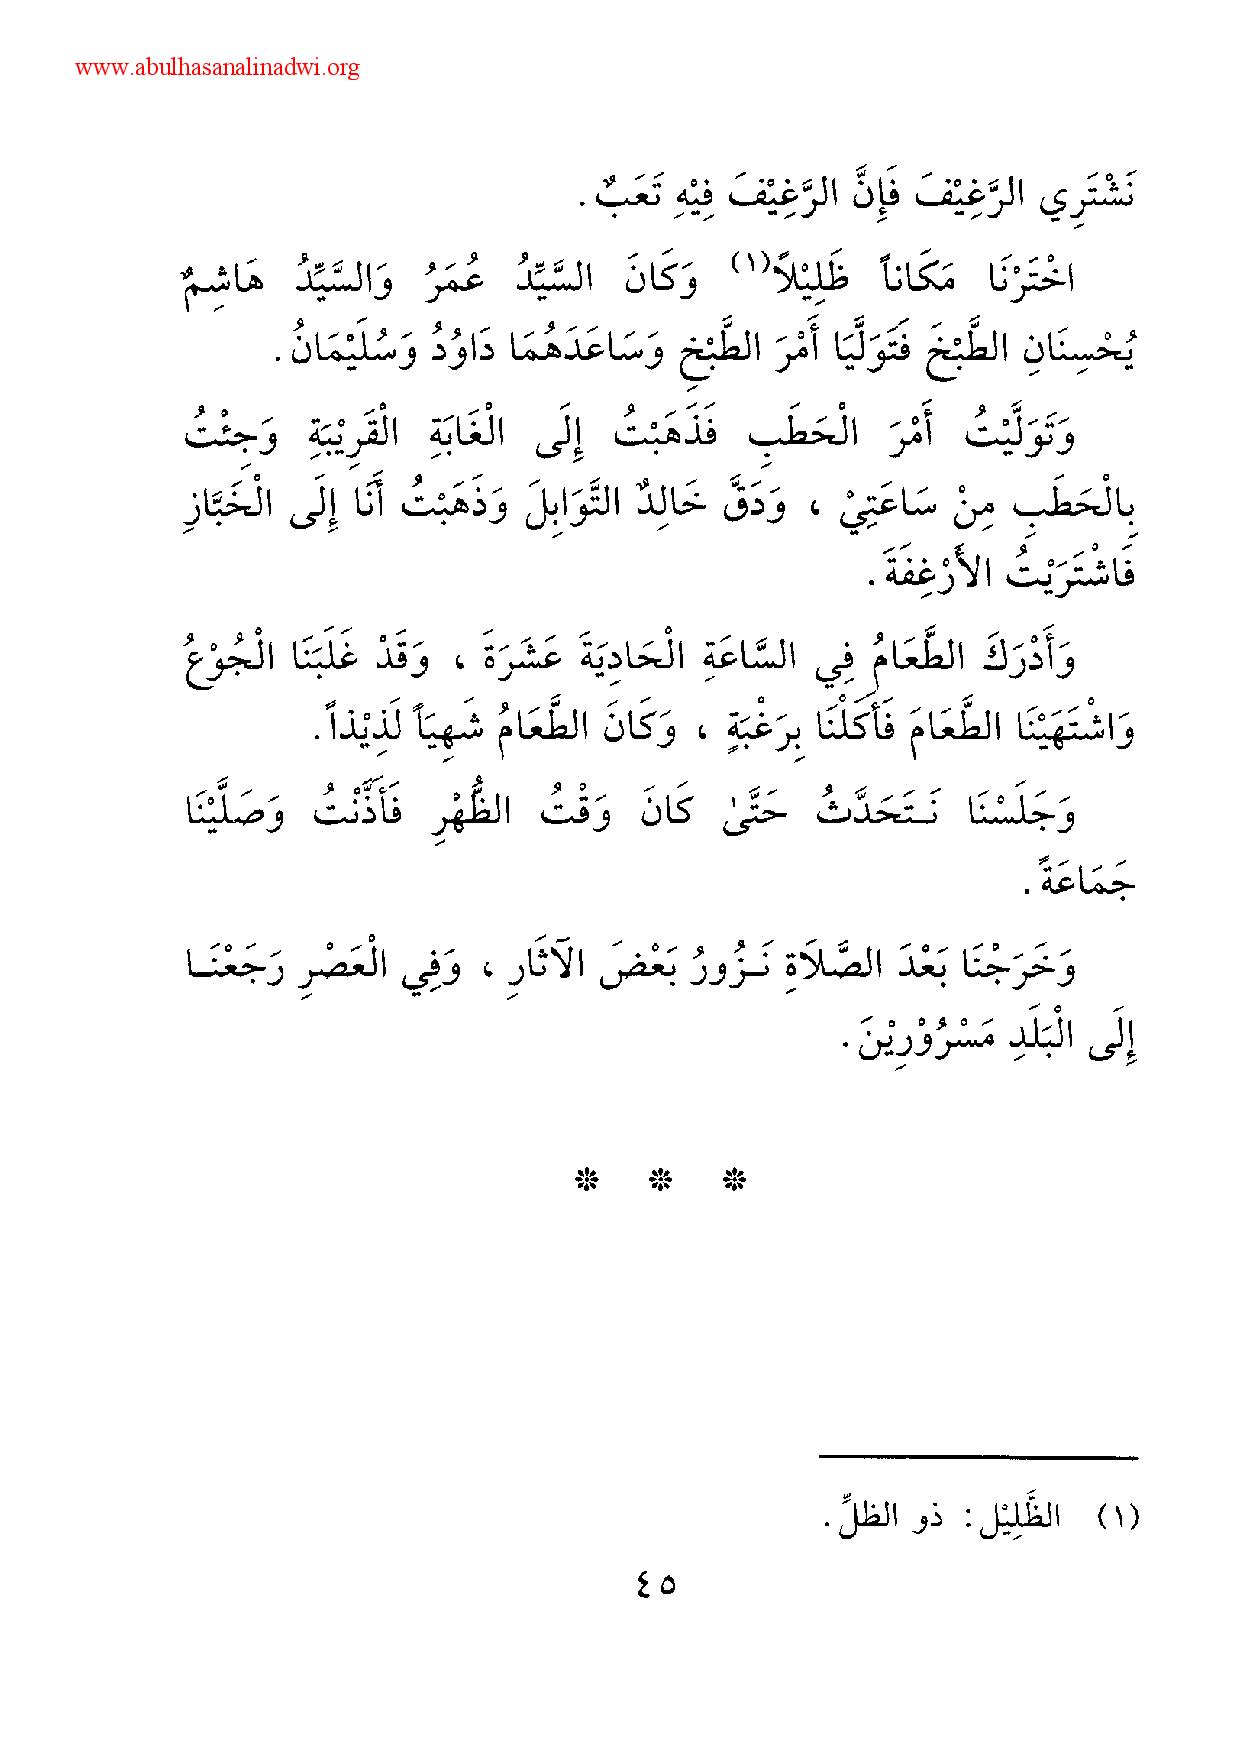 www.abulhasanalinadwi.org
نَشْتَرِي الرَّغِيْفَ فَإِنَّ الرَّغِيْفَ فِيْهِ تَعَبٌ .
اخْتَرْنَا مَكَاناً ظَلِيْلاً(١) وَكَانَ السَّيِّدُ عُمَرُ وَالسَّيِّدُ هَاشِمٌ
يُحْسِنَانِ الطَّبْخَ فَتَوَلَّيَا أَمْرَ الطَّبْخِ وَسَاعَدَهُمَا دَاوُدُ وَسُلَيْمَانُ .
وَتَوَلَّيْتُ أَمْرَ الْحَطَبِ فَذَهَبْتُ إِلَى الْغَابَةِ الْقَرِيْبَةِ وَجِئْتُ
بِالْحَطَبِ مِنْ سَاعَتِيْ ، وَدَقَّ خَالِدٌ التَّوَابِلَ وَذَهَبْتُ أَنَا إِلَى الْخَبَّازِ
فَاشْتَرَيْتُ الأَرْغِفَةَ .
وَأَدْرَكَ الطَّعَامُ فِي السَّاعَةِ الْحَادِيَةَ عَشَرَةَ ، وَقَدْ غَلَبَنَا الْجُوْعُ
وَاشْتَهَيْنَا الطَّعَامَ فَأَكَلْنَا بِرَغْبَةٍ ، وَكَانَ الطَّعَامُ شَهِيَاً لَذِيْذاً .
وَجَلَسْنَا نَـتَحَدَّثُ حَتَّىٰ كَانَ وَقْتُ الظُّهْرِ فَأَذَّنْتُ وَصَلَّيْنَا
جَمَاعَةً .
وَخَرَجْنَا بَعْدَ الصَّلاَةِ نَـزُورُ بَعْضَ الآثَارِ ، وَفِي الْعَصْرِ رَجَعْنَـا
إِلَى الْبَلَدِ مَسْرُوْرِيْنَ .
* * *
(١) الظَّلِيْل : ذو الظلِّ .
٤٥